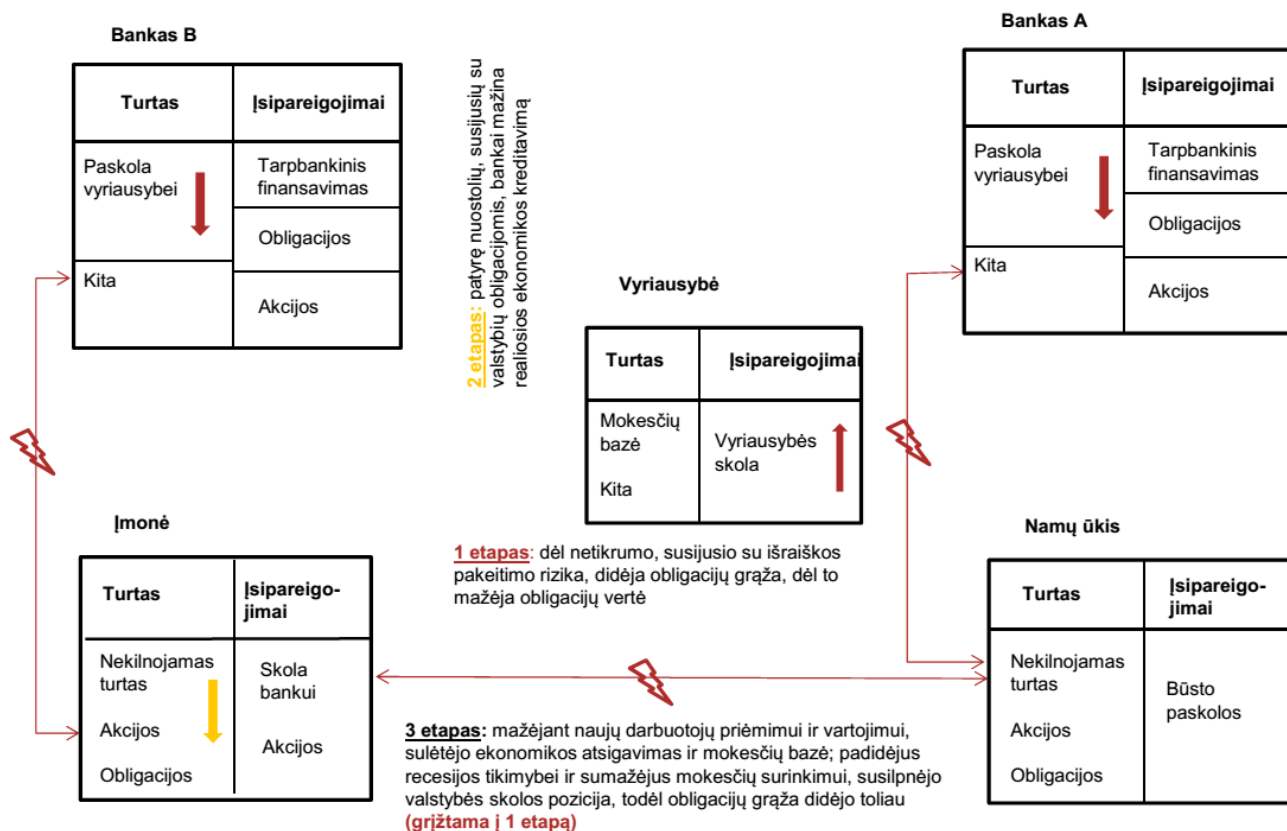 Bankas B
Turtas
Įsipareigojimai
Paskola
vyriausybei
Tarpbankinis
finansavimas
Obligacijos
Kita
Akcijos
2 etapas: patyrę nuostolių, susijusių su
valstybių obligacijomis, bankai mažina
realiosios ekonomikos kreditavimą
Bankas A
Turtas
Įsipareigojimai
Paskola
vyriausybei
Tarpbankinis
finansavimas
Obligacijos
Kita
Akcijos
Vyriausybė
Turtas
Įsipareigojimai
Mokesčių
bazė
Kita
Vyriausybės
skola
1 etapas: dėl netikrumo, susijusio su išraiškos
pakeitimo rizika, didėja obligacijų grąža, dėl to
mažėja obligacijų vertė
Įmonė
Turtas
Įsipareigo-
jimai
Nekilnojamas
turtas
Akcijos
Obligacijos
Skola
bankui
Akcijos
Namų ūkis
Turtas
Įsipareigo-
jimai
Nekilnojamas
turtas
Akcijos
Obligacijos
Būsto
paskolos
3 etapas: mažėjant naujų darbuotojų priėmimui ir vartojimui,
sulėtėjo ekonomikos atsigavimas ir mokesčių bazė; padidėjus
recesijos tikimybei ir sumažėjus mokesčių surinkimui, susilpnėjo
valstybės skolos pozicija, todėl obligacijų grąža didėjo toliau
(grįžtama į 1 etapą)